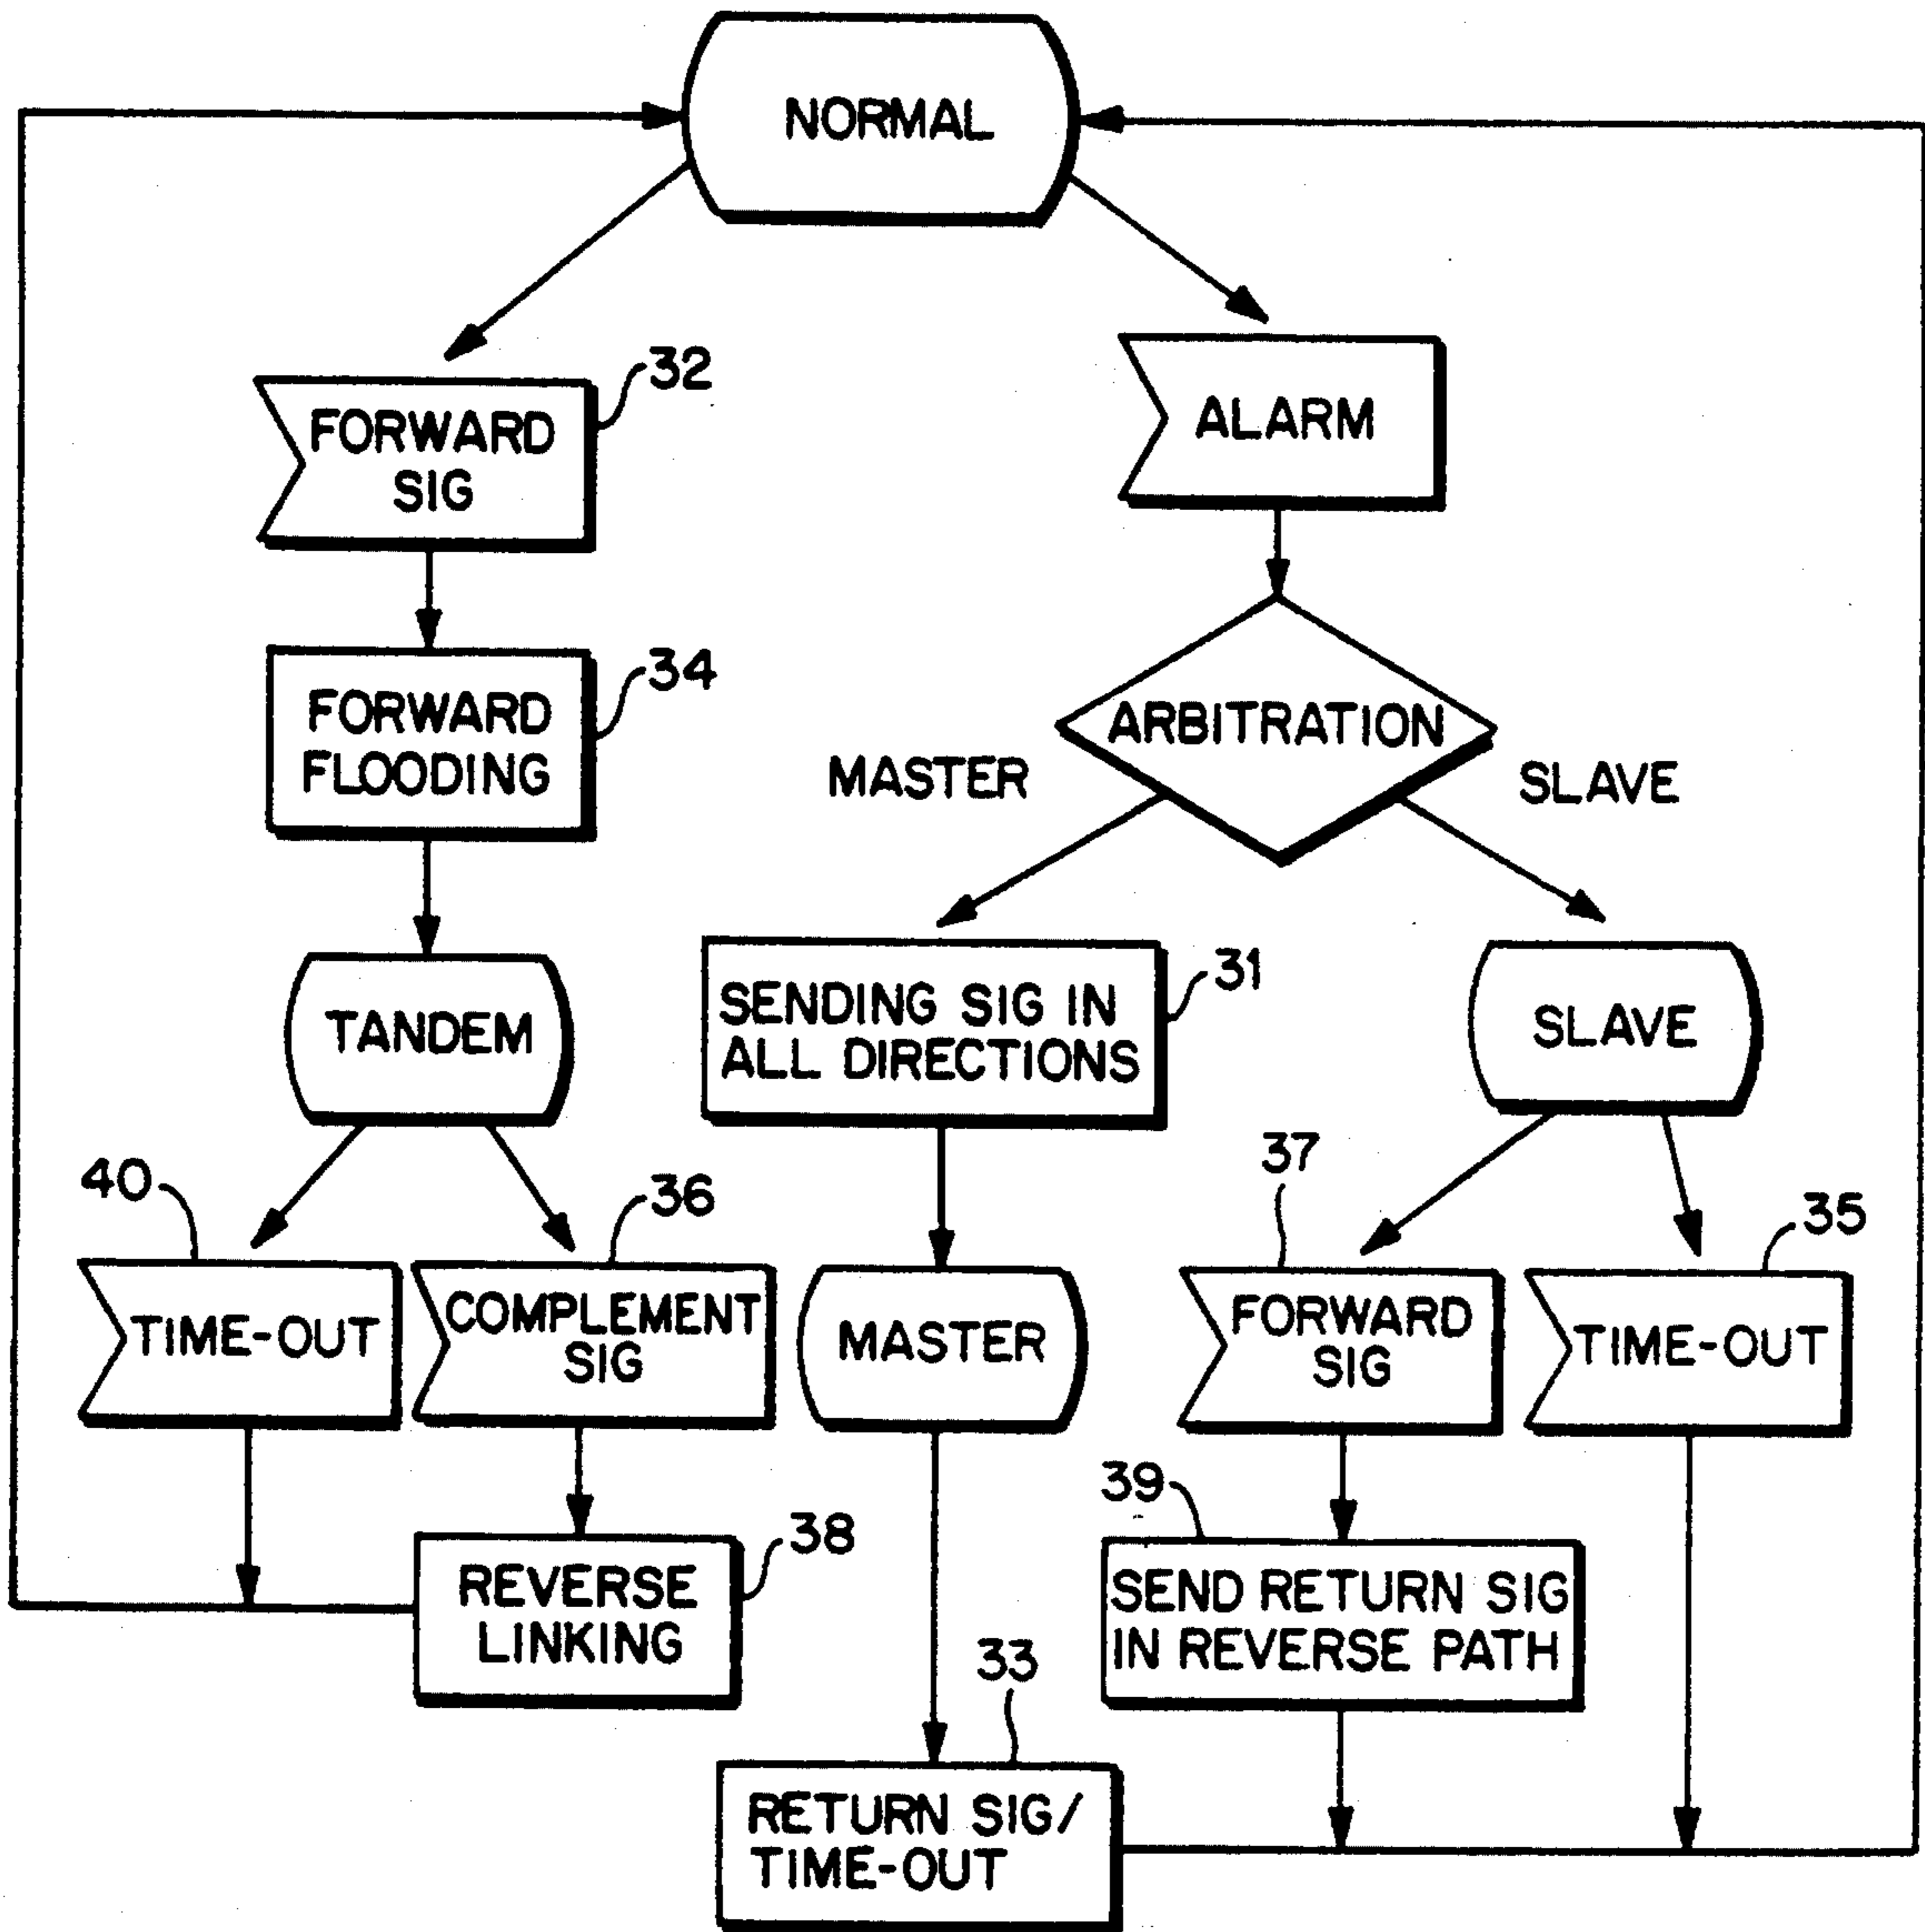 NORMAL
32
FORWARD
SIG
ALARM
34
FORWARD
FLOODING
ARBITRATION
MASTER
SLAVE
TANDEM
31
SENDING SIG IN
ALL DIRECTIONS
SLAVE
40
36
37
35
TIME-OUT
COMPLEMENT
SIG
MASTER
FORWARD
SIG
TIME-OUT
38
REVERSE
LINKING
39
SEND RETURN SIG
IN REVERSE PATH
33
RETURN SIG/
TIME-OUT